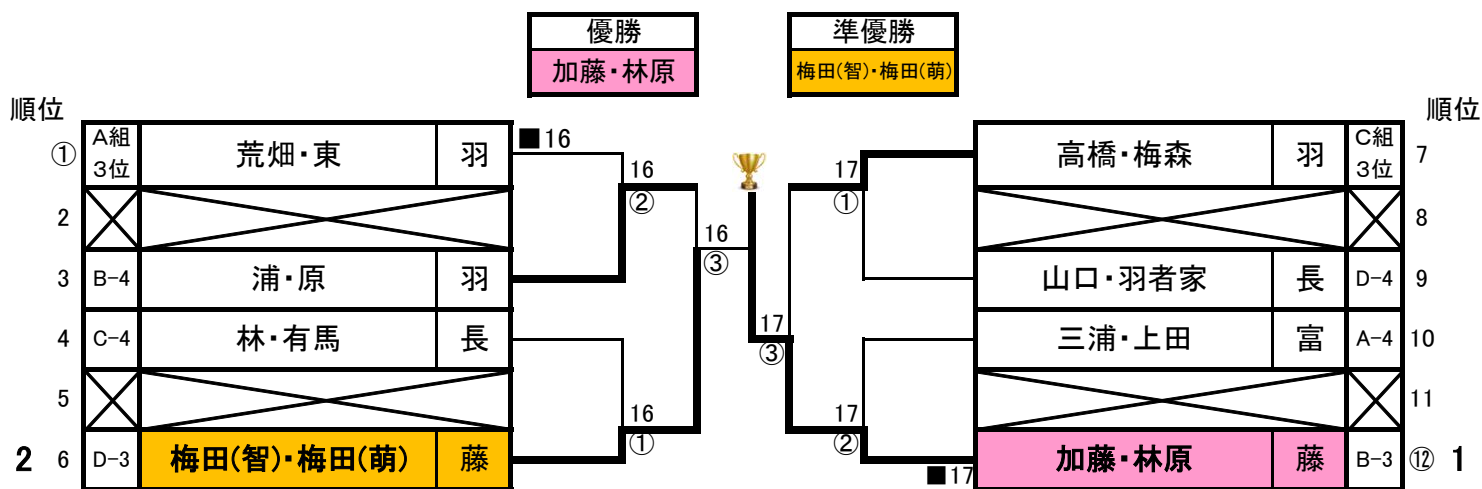 優勝 準優勝
加藤・林原 梅田(智)・梅田(萌)
順位 順位
① A組 3位 荒畑・東 羽 ■16 16 ② 17 ① 高橋・梅森 羽 C組 3位 7
2 8
3 B-4 浦・原 羽 16 ③ 山口・羽者家 長 D-4 9
4 C-4 林・有馬 長 17 ③ 三浦・上田 富 A-4 10
5 11
2 6 D-3 梅田(智)・梅田(萌) 藤 16 ① 17 ② ■17 加藤・林原 藤 B-3 ⑫ 1